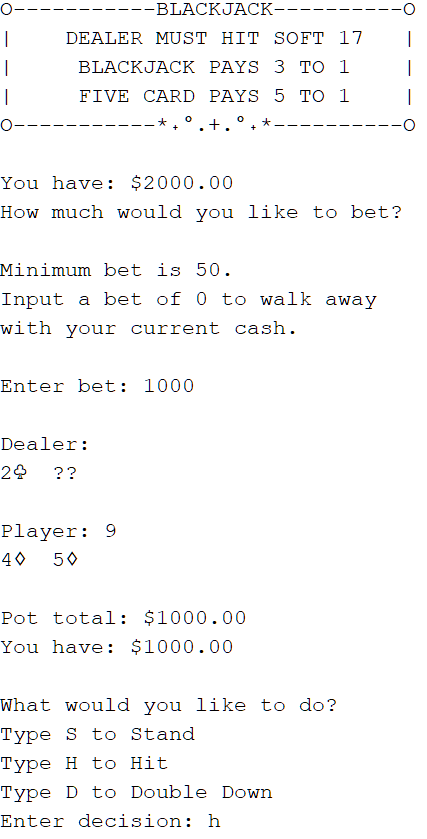 O-----------BLACKJACK----------O
|    DEALER MUST HIT SOFT 17   |
|     BLACKJACK PAYS 3 TO 1    |
|     FIVE CARD PAYS 5 TO 1    |
O-----------*˖°.+.°˖*----------O
You have: $2000.00
How much would you like to bet?
Minimum bet is 50.
Input a bet of 0 to walk away
with your current cash.
Enter bet: 1000
Dealer:
2♧  ??
Player: 9
4♢  5♢
Pot total: $1000.00
You have: $1000.00
What would you like to do?
Type S to Stand
Type H to Hit
Type D to Double Down
Enter decision: h